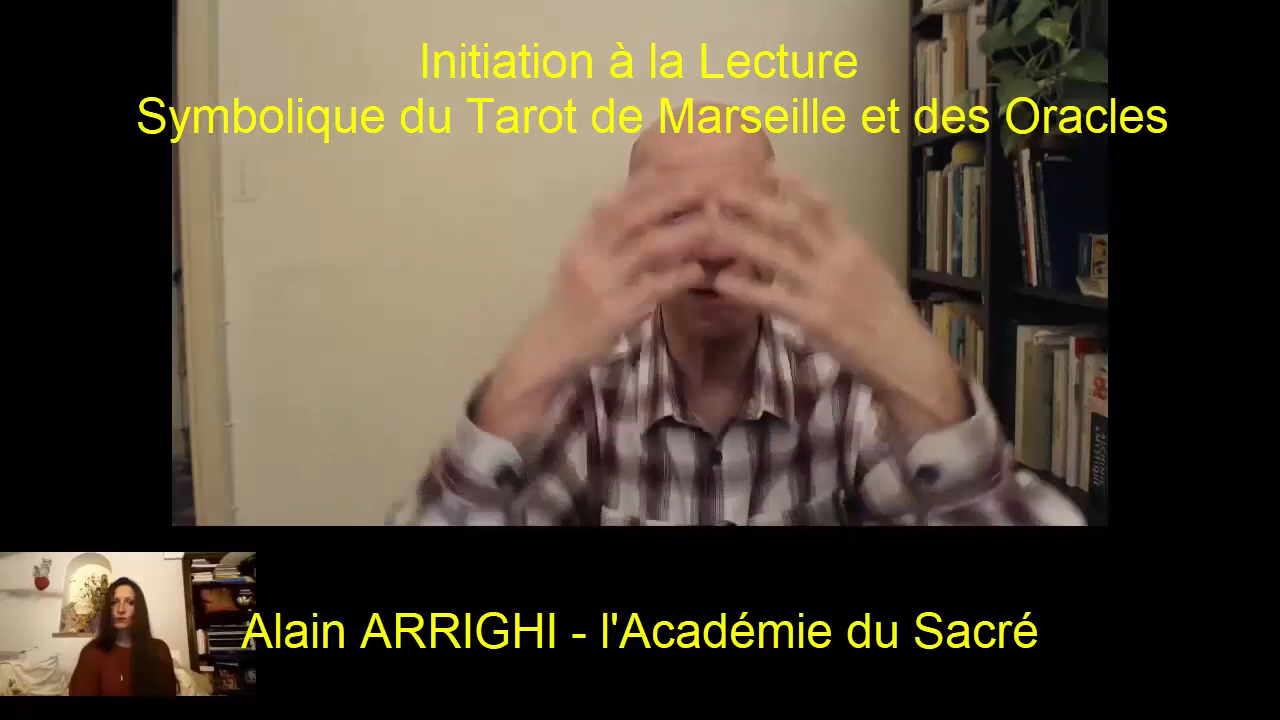 Initiation à la Lecture
Symbolique du Tarot de Marseille et des Oracles
Alain ARRIGHI - l'Académie du Sacré